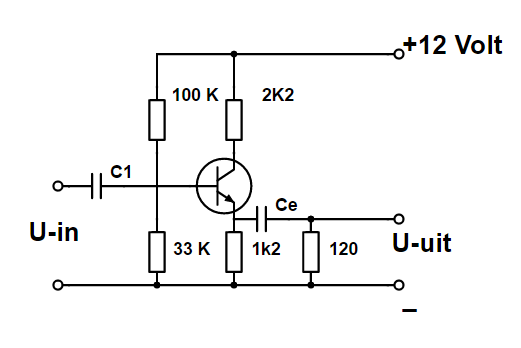 +12 Volt
100 K
2K2
C1
Ce
U-in
33 K
1k2
120
U-uit
–